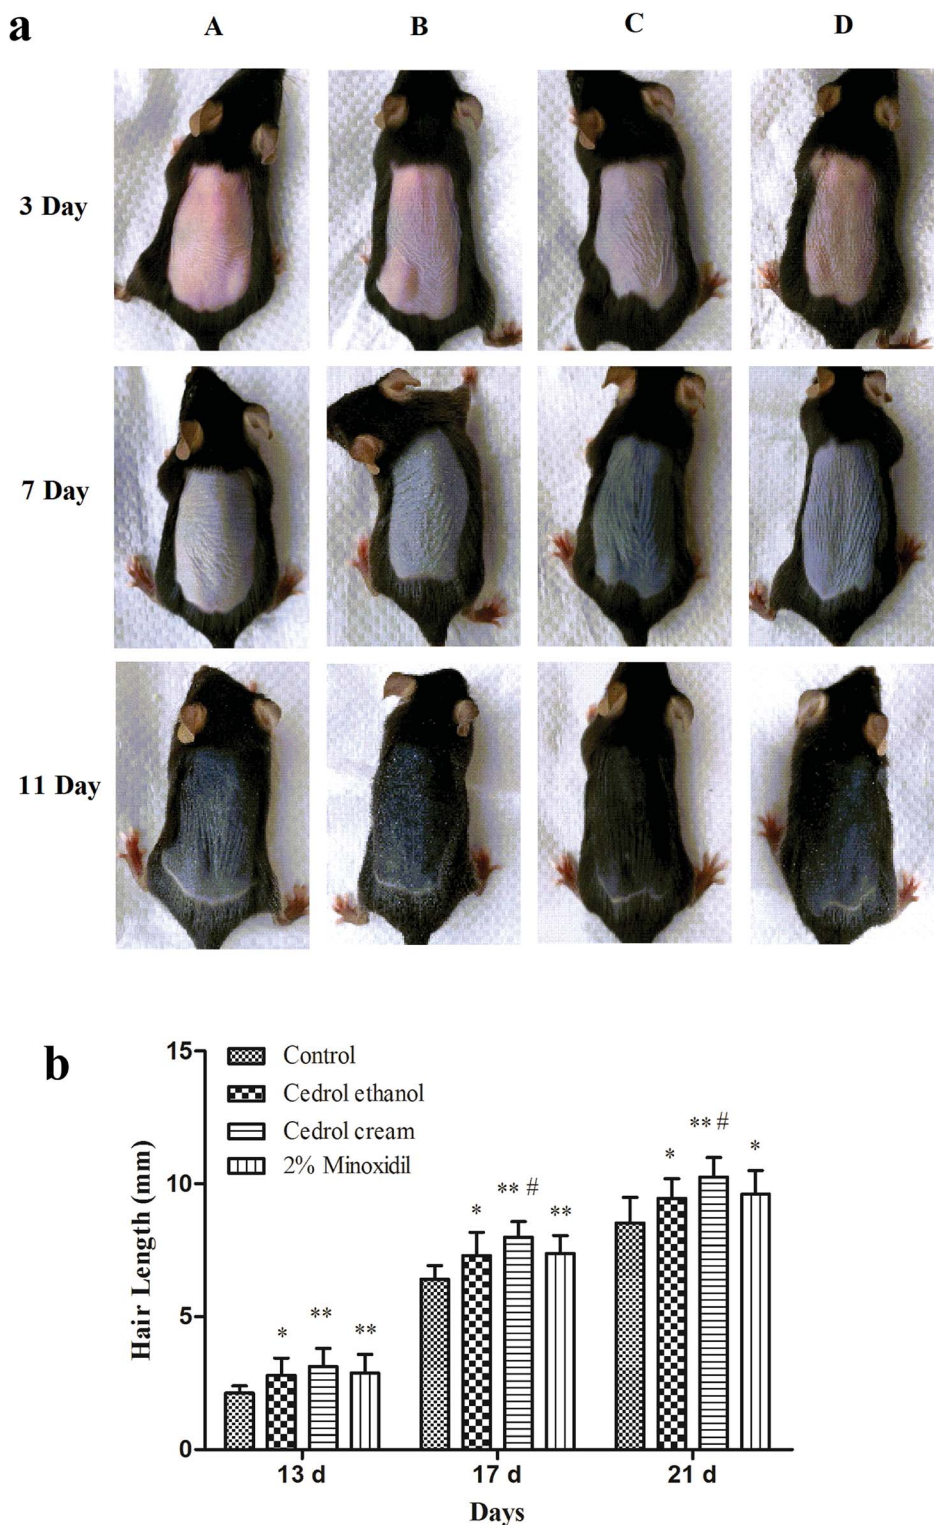 a
A B C D
3 Day
7 Day
11 Day
b
15
10
5
0
Hair Length (mm)
Control
Cedrol ethanol
Cedrol cream
2% Minoxidil
* ** **
* ** # **
* ** # *
13 d 17 d 21 d
Days